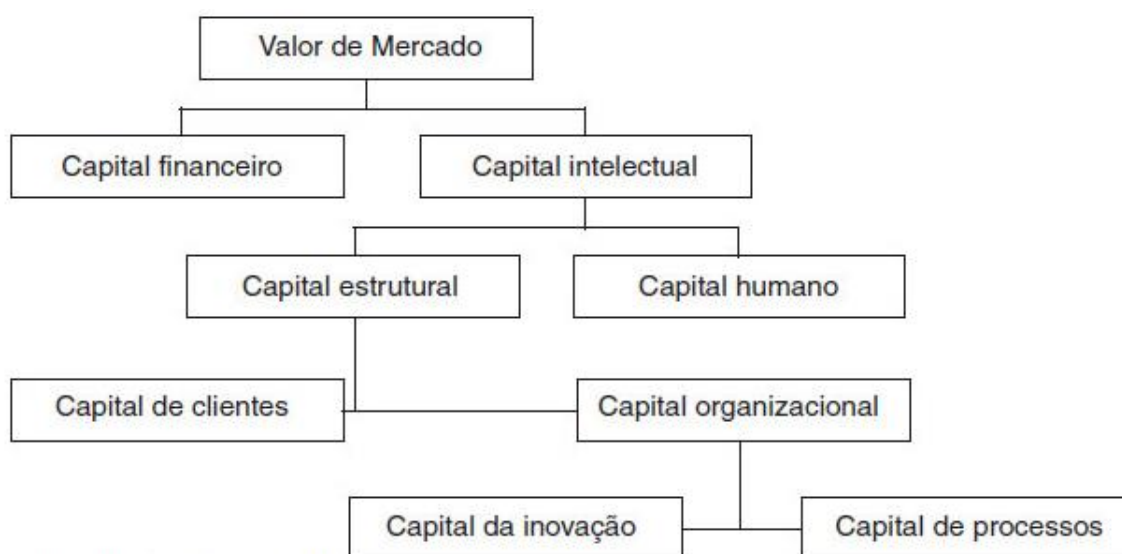 Valor de Mercado
Capital financeiro
Capital intelectual
Capital estrutural
Capital humano
Capital de clientes
Capital organizacional
Capital da inovação
Capital de processos